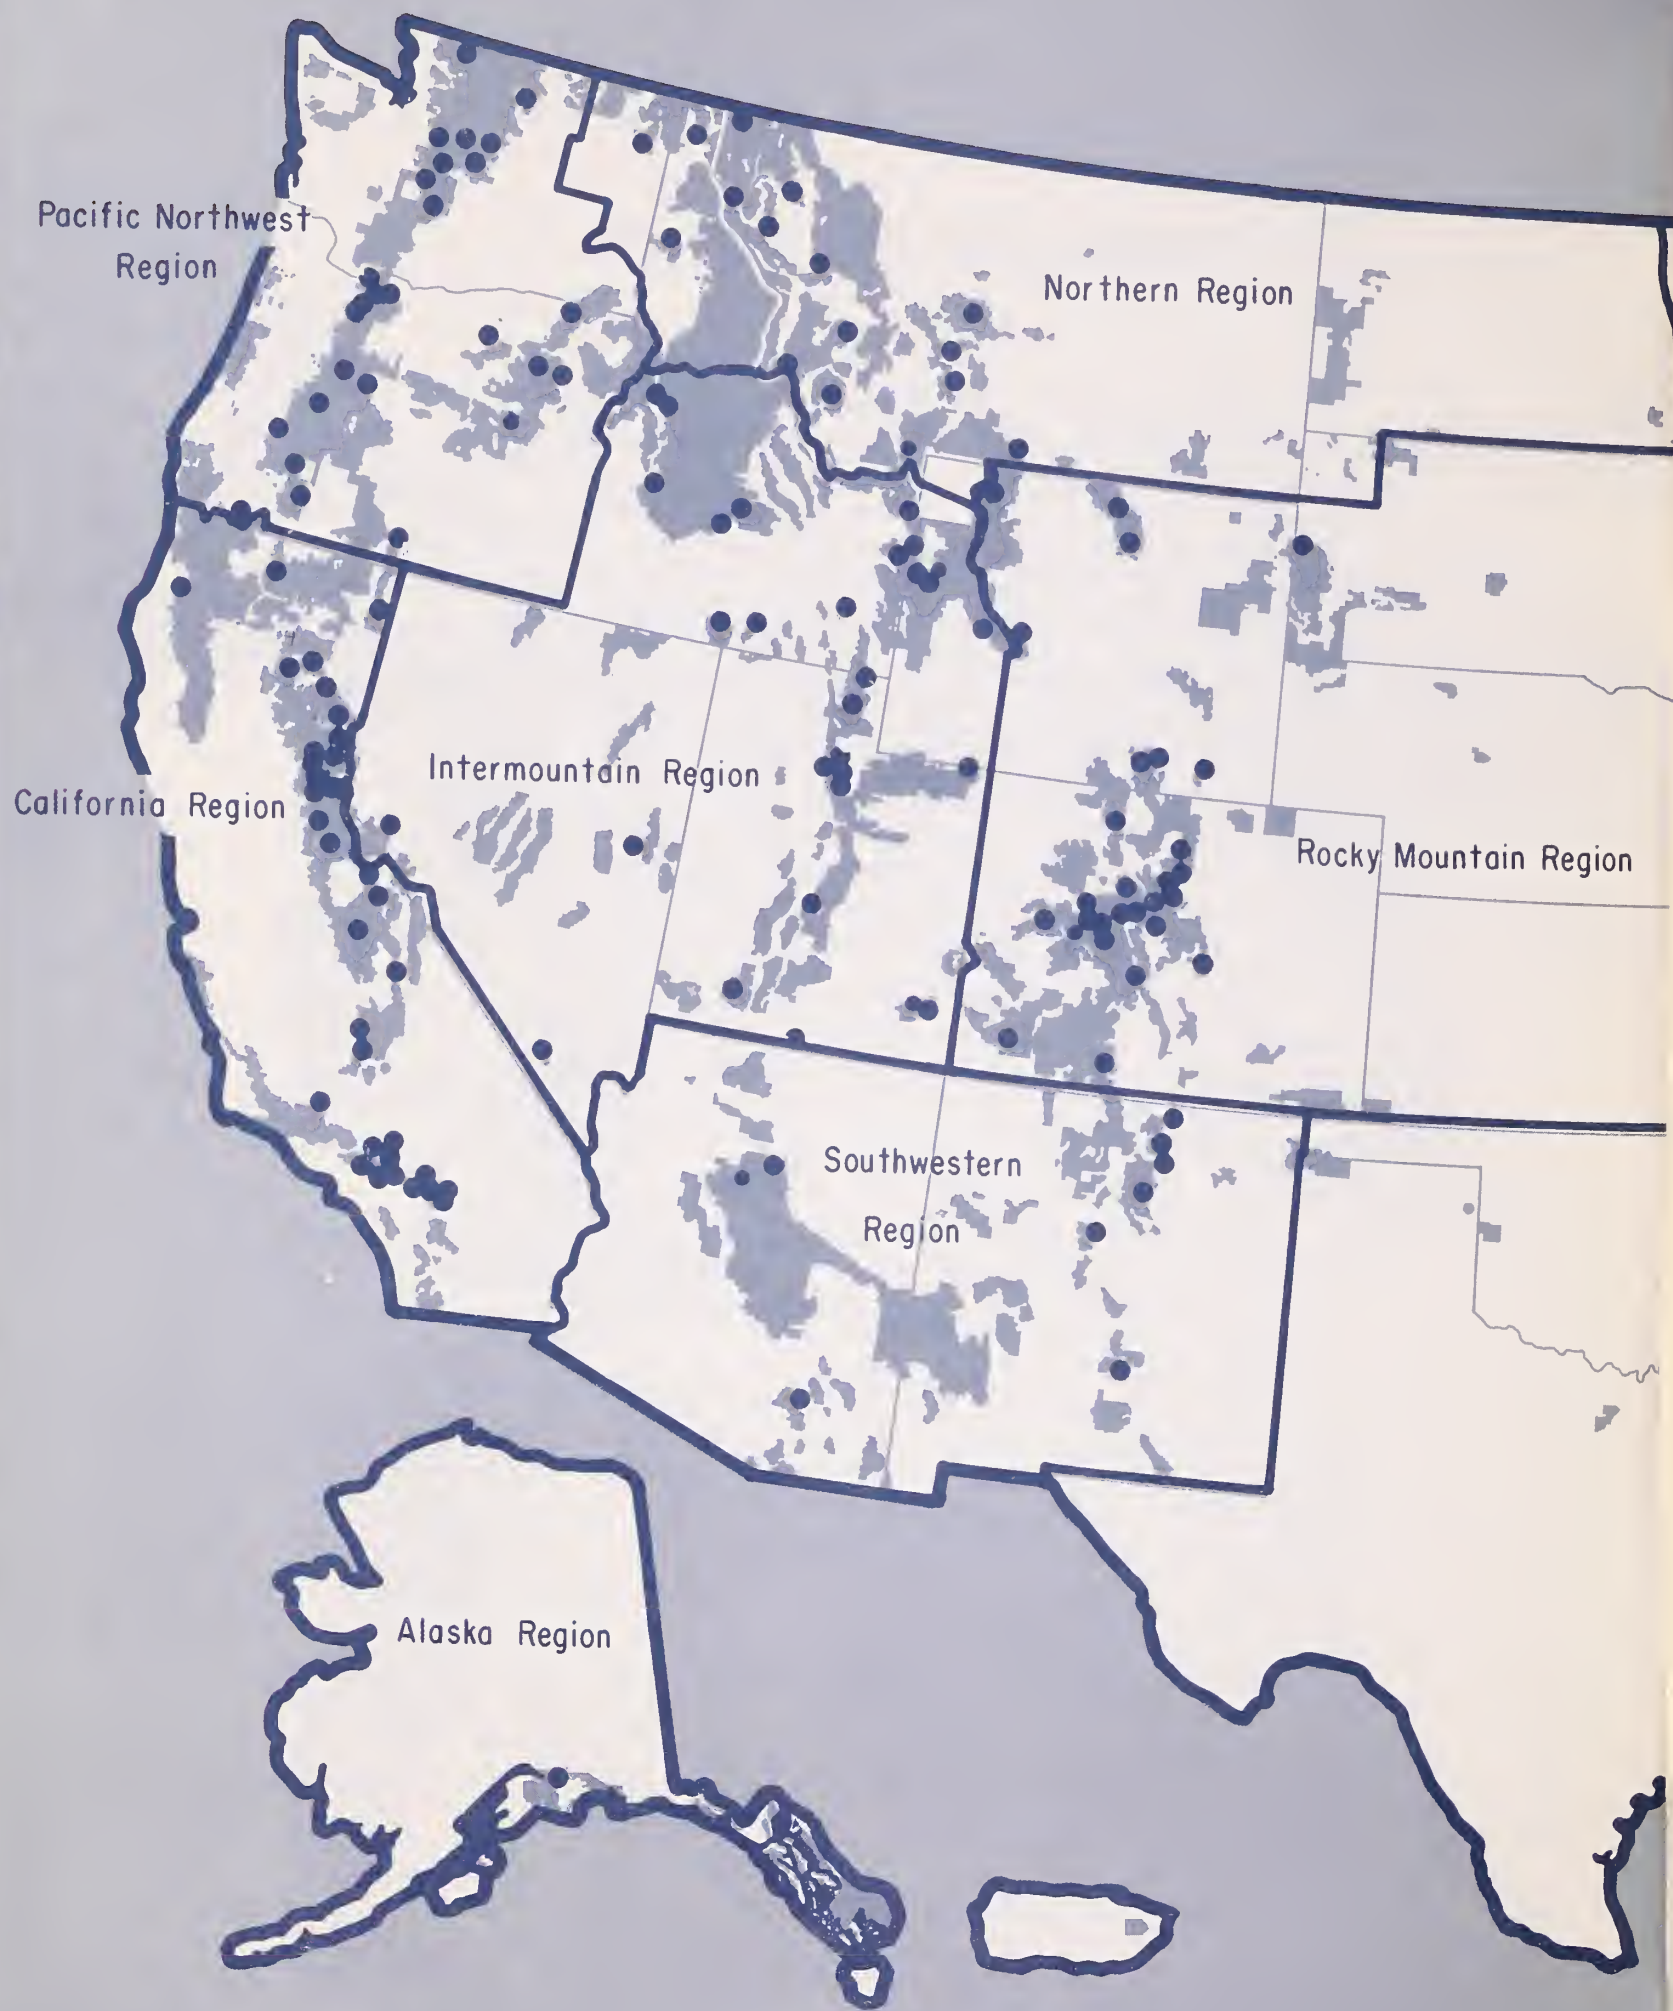 Pacific Northwest
Region
Northern Region
Intermountain Region
California Region
Rocky Mountain Region
Southwestern
Region
Alaska Region